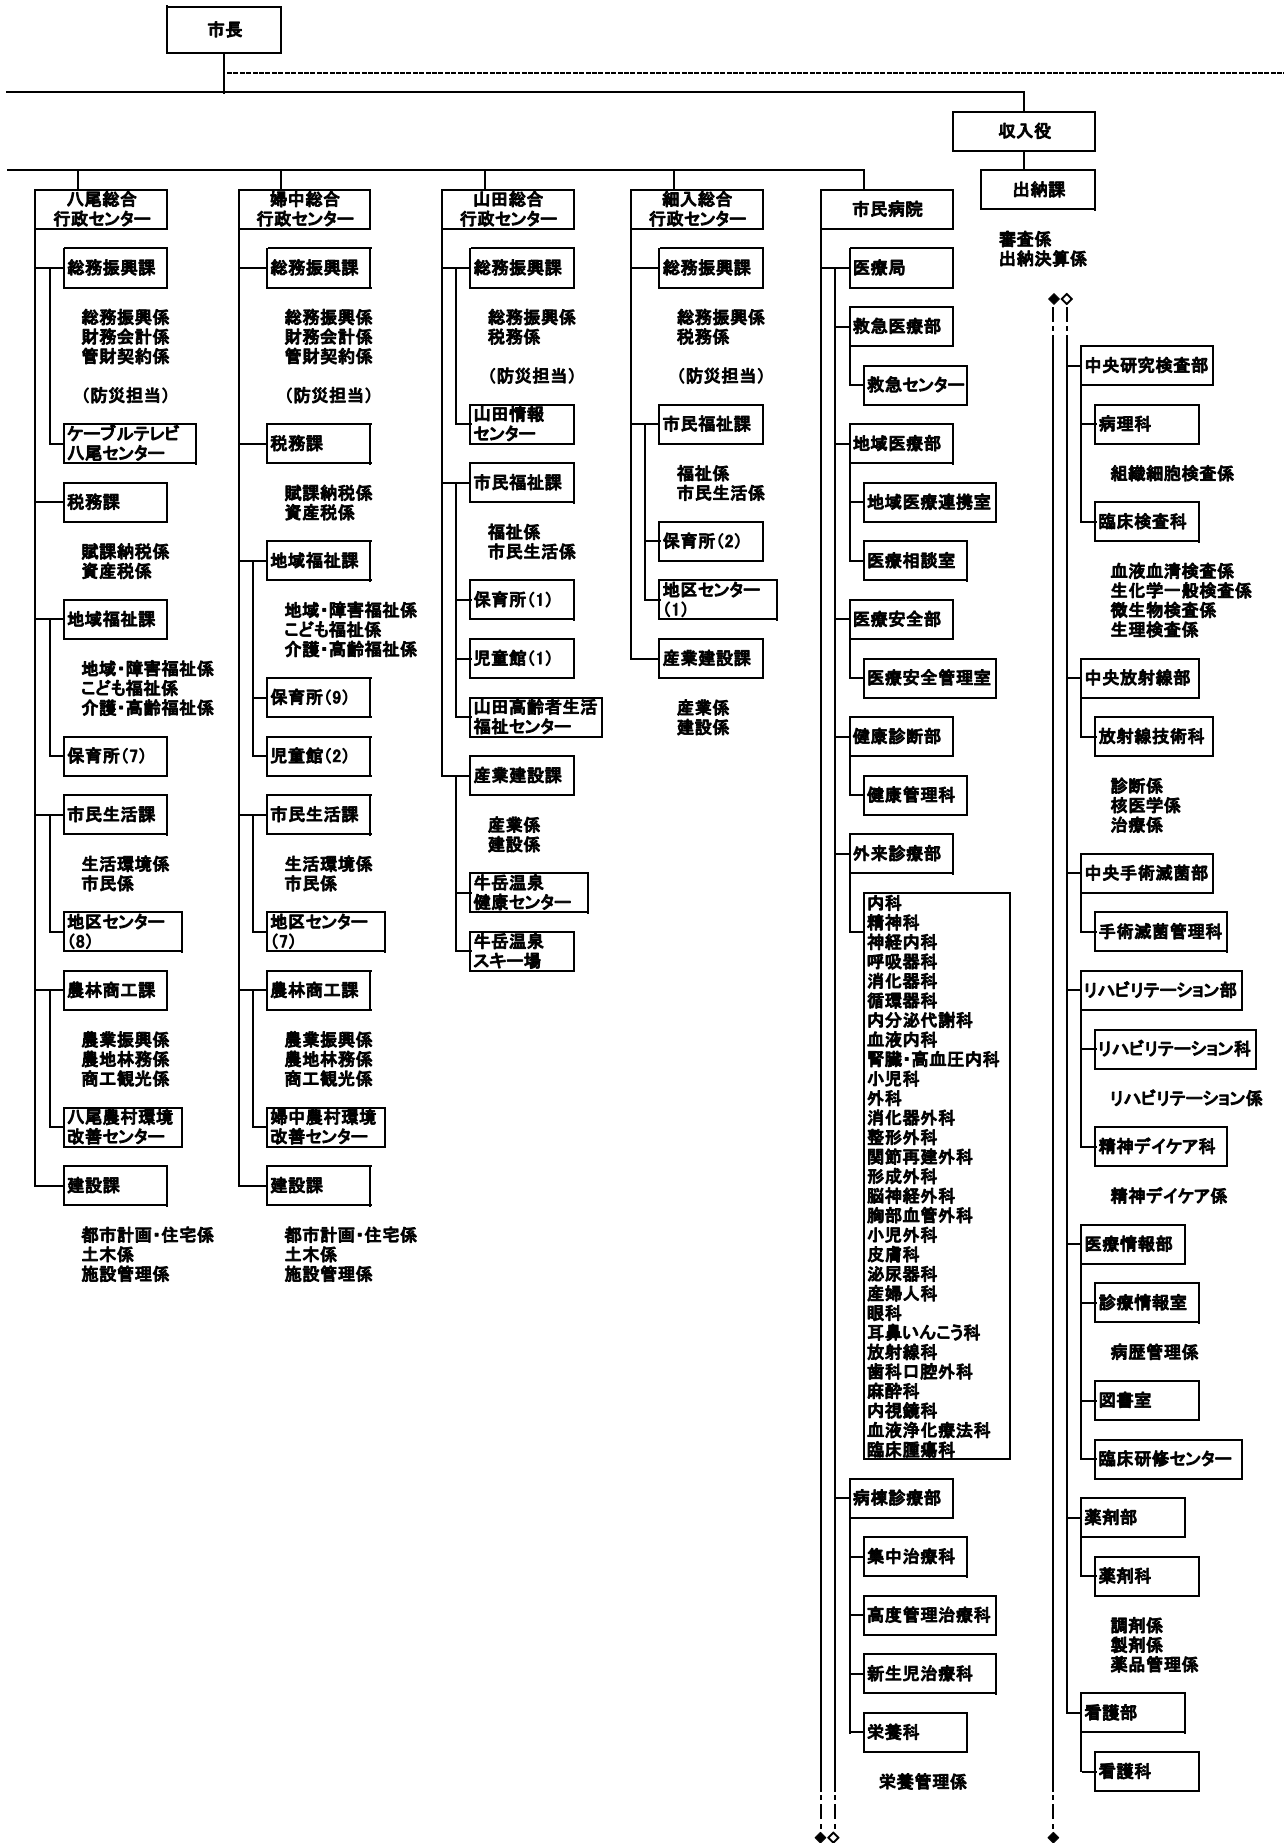 市長
収入役
出納課
審査係
出納決算係
八尾総合
行政センター
総務振興課
総務振興係
財務会計係
管財契約係
（防災担当）
ケーブルテレビ
八尾センター
税務課
賦課納税係
資産税係
地域福祉課
地域・障害福祉係
こども福祉係
介護・高齢福祉係
保育所(7)
市民生活課
生活環境係
市民係
地区センター
(8)
農林商工課
農業振興係
農地林務係
商工観光係
八尾農村環境
改善センター
建設課
都市計画・住宅係
土木係
施設管理係
婦中総合
行政センター
総務振興課
総務振興係
財務会計係
管財契約係
（防災担当）
税務課
賦課納税係
資産税係
地域福祉課
地域・障害福祉係
こども福祉係
介護・高齢福祉係
保育所(9)
児童館(2)
市民生活課
生活環境係
市民係
地区センター
(7)
農林商工課
農業振興係
農地林務係
商工観光係
婦中農村環境
改善センター
建設課
都市計画・住宅係
土木係
施設管理係
山田総合
行政センター
総務振興課
総務振興係
税務係
（防災担当）
山田情報
センター
市民福祉課
福祉係
市民生活係
保育所(1)
児童館(1)
山田高齢者生活
福祉センター
産業建設課
産業係
建設係
牛岳温泉
健康センター
牛岳温泉
スキー場
細入総合
行政センター
総務振興課
総務振興係
税務係
（防災担当）
市民福祉課
福祉係
市民生活係
保育所(2)
地区センター
(1)
産業建設課
産業係
建設係
市民病院
医療局
救急医療部
救急センター
地域医療部
地域医療連携室
医療相談室
医療安全部
医療安全管理室
健康診断部
健康管理科
外来診療部
内科
精神科
神経内科
呼吸器科
消化器科
循環器科
内分泌代謝科
血液内科
腎臓・高血圧内科
小児科
外科
消化器外科
整形外科
関節再建外科
形成外科
脳神経外科
胸部血管外科
小児外科
皮膚科
泌尿器科
産婦人科
眼科
耳鼻いんこう科
放射線科
歯科口腔外科
麻酔科
内視鏡科
血液浄化療法科
臨床腫瘍科
病棟診療部
集中治療科
高度管理治療科
新生児治療科
栄養科
栄養管理係
中央研究検査部
病理科
組織細胞検査係
臨床検査科
血液血清検査係
生化学一般検査係
微生物検査係
生理検査係
中央放射線部
放射線技術科
診断係
核医学係
治療係
中央手術滅菌部
手術滅菌管理科
リハビリテーション部
リハビリテーション科
リハビリテーション係
精神デイケア科
精神デイケア係
医療情報部
診療情報室
病歴管理係
図書室
臨床研修センター
薬剤部
薬剤科
調剤係
製剤係
薬品管理係
看護部
看護科